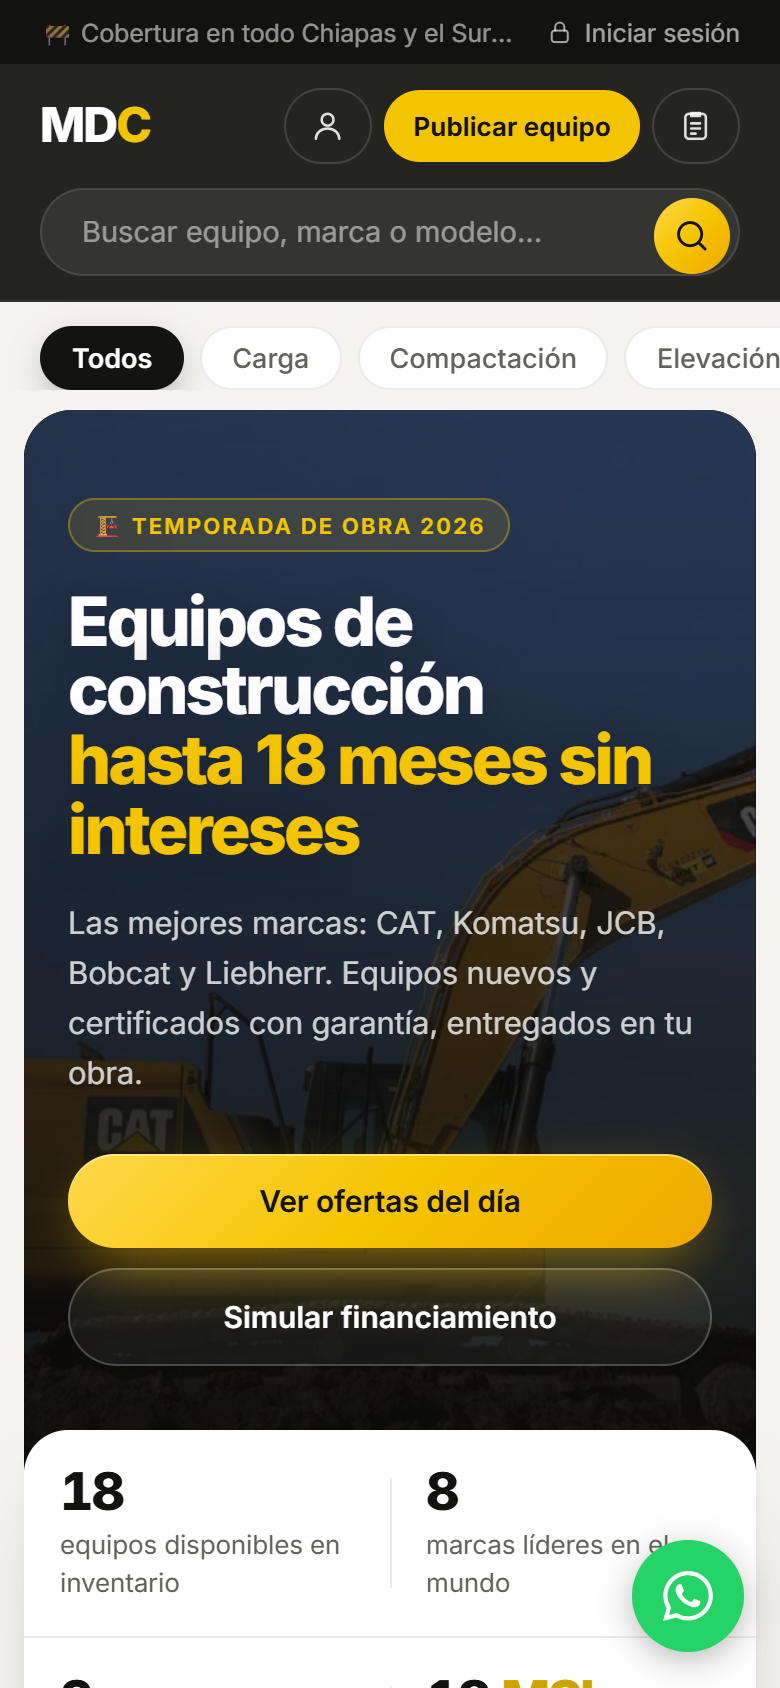 🚧 Cobertura en todo Chiapas y el Sur...
Iniciar sesión
MDC
Publicar equipo
Buscar equipo, marca o modelo...
Todos
Carga
Compactación
Elevación
🏗️ TEMPORADA DE OBRA 2026
Equipos de
construcción
hasta 18 meses sin
intereses
Las mejores marcas: CAT, Komatsu, JCB,
Bobcat y Liebherr. Equipos nuevos y
certificados con garantía, entregados en tu
obra.
CAT
Ver ofertas del día
Simular financiamiento
18
equipos disponibles en
inventario
8
marcas líderes en el
mundo